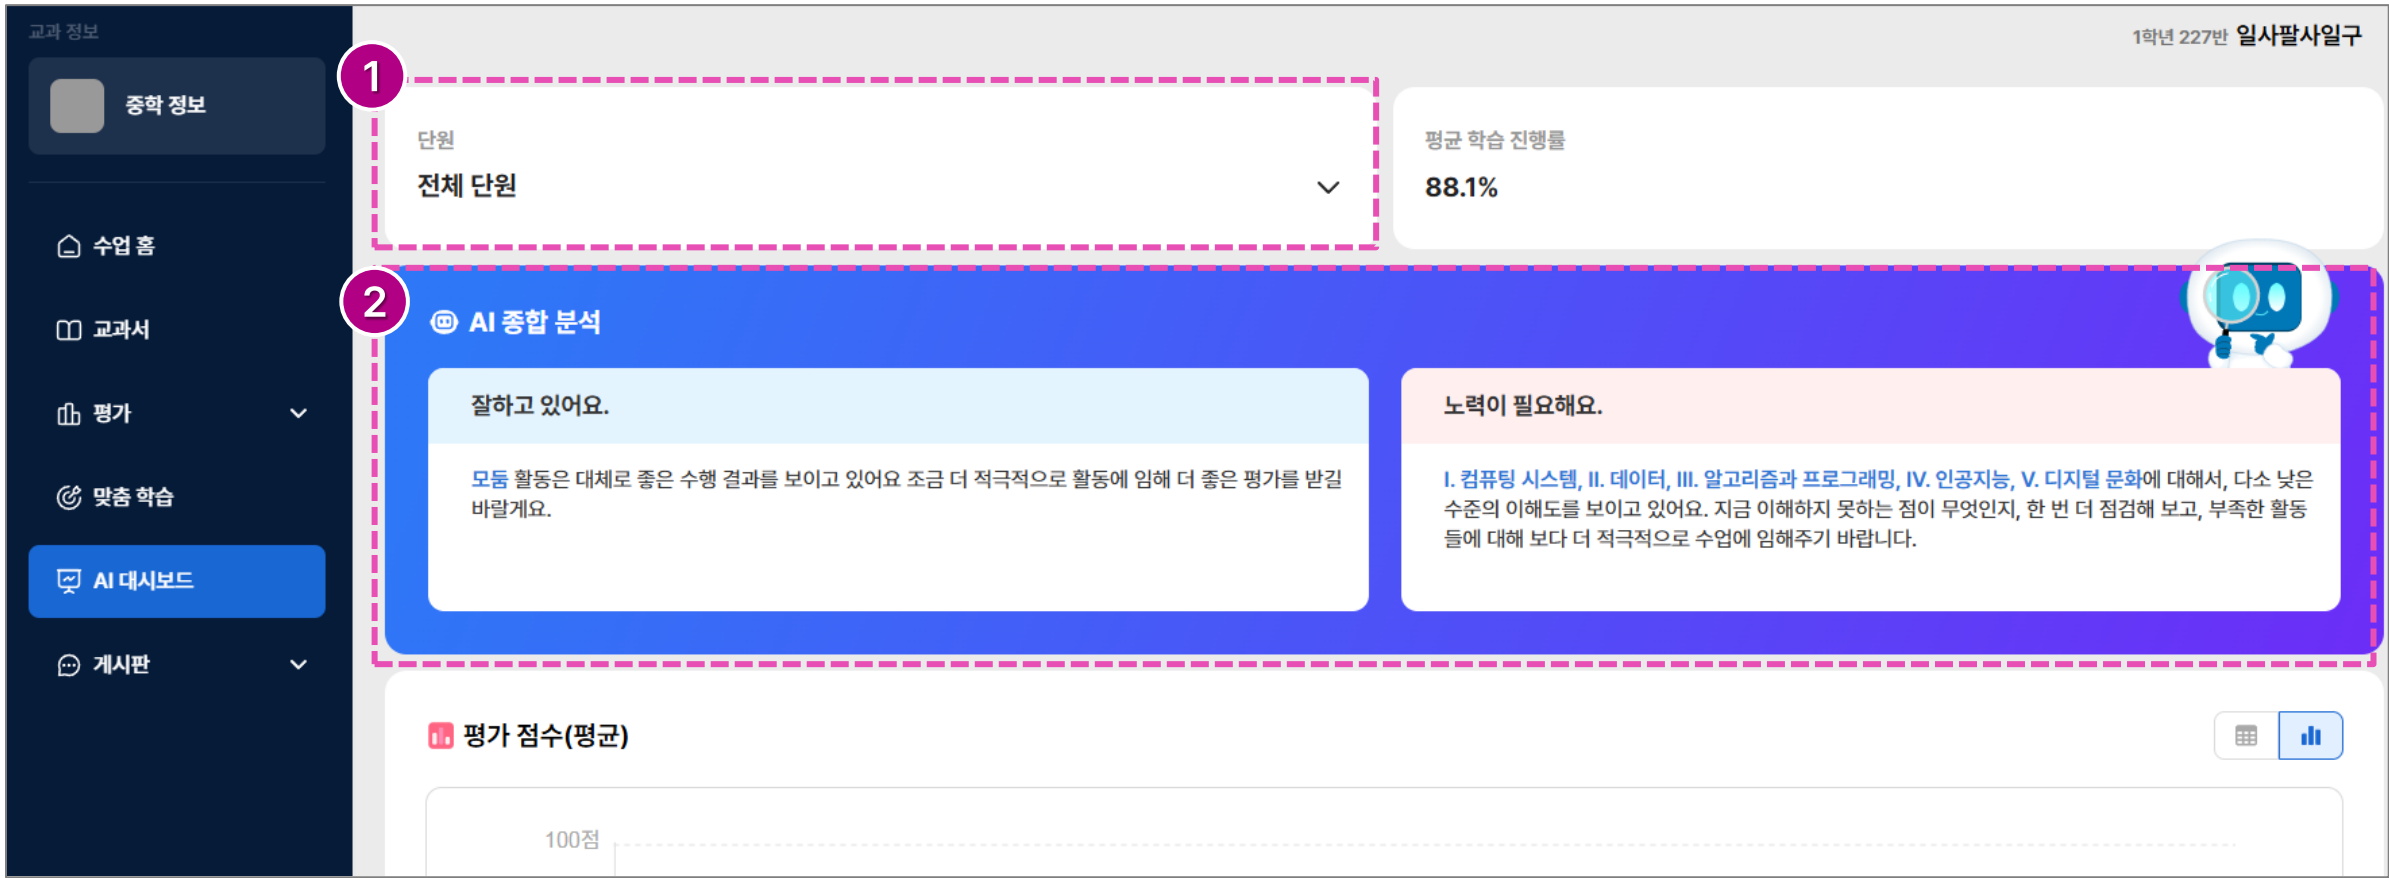 교과 정보
중학 정보
수업 홈
교과서
평가
맞춤 학습
AI 대시보드
게시판
1학년 227반 일사팔사일구
1
단원
전체 단원
평균 학습 진행률
88.1%
2
AI 종합 분석
잘하고 있어요.
모둠 활동은 대체로 좋은 수행 결과를 보이고 있어요 조금 더 적극적으로 활동에 임해 더 좋은 평가를 받길
바랄게요.
노력이 필요해요.
I. 컴퓨팅 시스템, II. 데이터, III. 알고리즘과 프로그래밍, IV. 인공지능, V. 디지털 문화에 대해서, 다소 낮은
수준의 이해도를 보이고 있어요. 지금 이해하지 못하는 점이 무엇인지, 한 번 더 점검해 보고, 부족한 활동
들에 대해 보다 더 적극적으로 수업에 임해주기 바랍니다.
평가 점수(평균)
100점